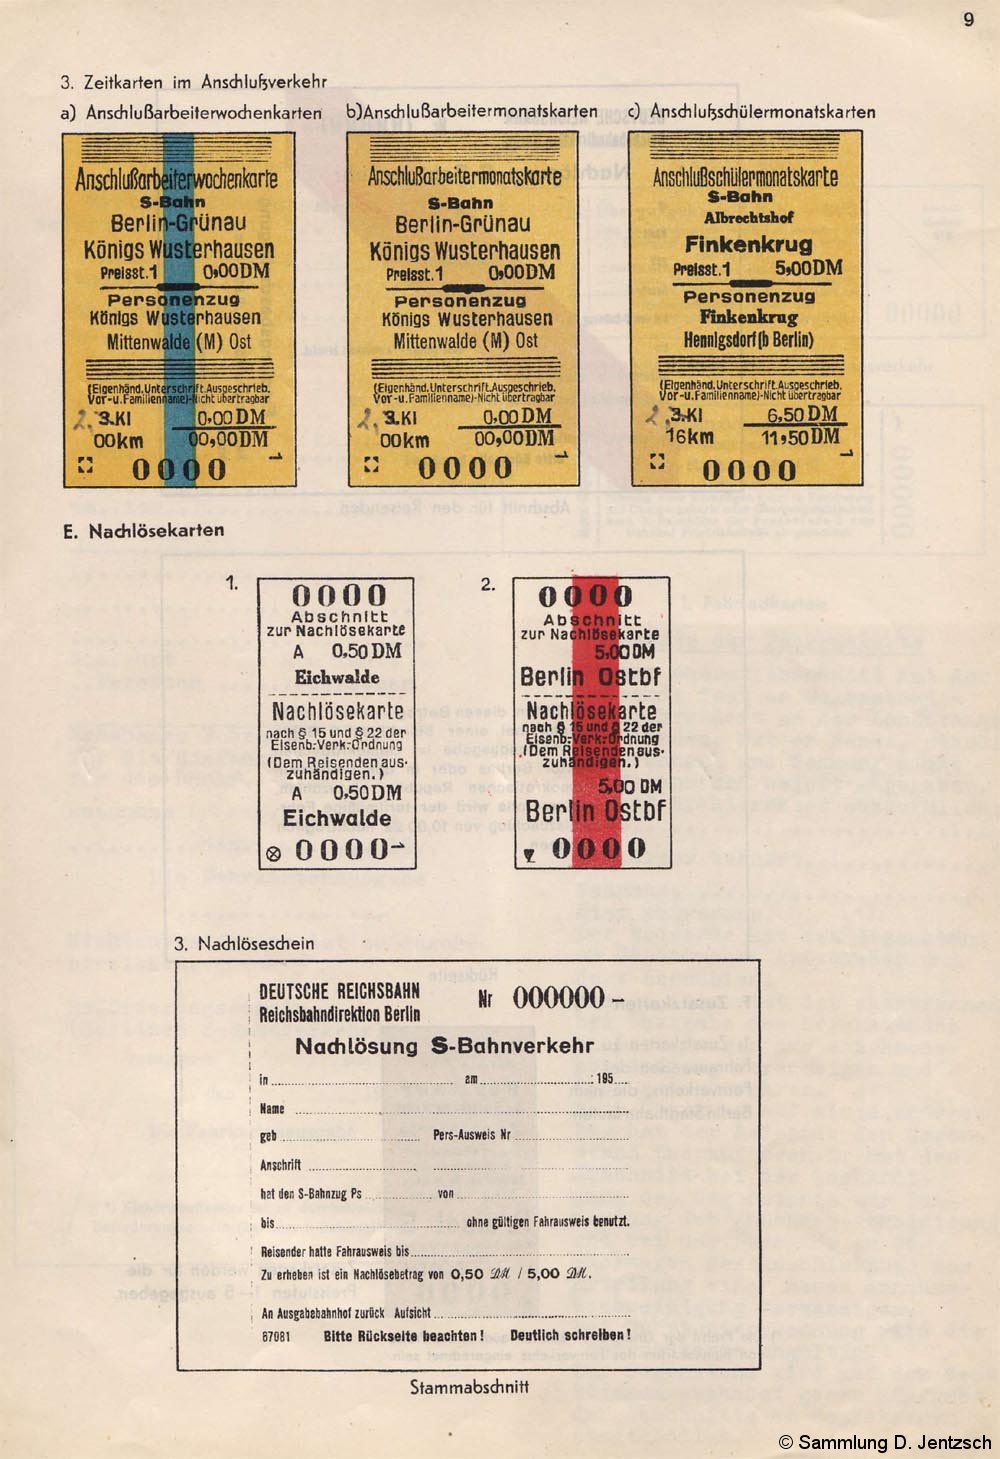 9
3. Zeitkarten im Anschlußverkehr
a) Anschlußarbeiterwochenkarten
b)Anschlußarbeitermonatskarten
c) Anschlußschülermonatskarten
Anschlußarbeiterwochenkarte
S-Bahn
Berlin-Grünau
Königs Wusterhausen
Preisst.1 0,00DM
Personenzug
Königs Wusterhausen
Mittenwalde (M) Ost
(Eigenhänd.Unterschrift.Ausgeschrieb.
Vor-u.Familienname)-Nicht übertragbar
2. 3.Kl 0,00DM
00km 00,00DM
0000
Anschlußarbeitermonatskarte
S-Bahn
Berlin-Grünau
Königs Wusterhausen
Preisst.1 0,00DM
Personenzug
Königs Wusterhausen
Mittenwalde (M) Ost
(Eigenhänd.Unterschrift.Ausgeschrieb.
Vor-u.Familienname)-Nicht übertragbar
2. 3.Kl 0,00DM
00km 00,00DM
0000
Anschlußschülermonatskarte
S-Bahn
Albrechtshof
Finkenkrug
Preisst.1 5,00DM
Personenzug
Finkenkrug
Hennigsdorf(b Berlin)
(Eigenhänd.Unterschrift.Ausgeschrieb.
Vor-u.Familienname)-Nicht übertragbar
2. 3.Kl 6,50DM
16km 11,50DM
0000
E. Nachlösekarten
1.
0000
Abschnitt
zur Nachlösekarte
A 0.50DM
Eichwalde
Nachlösekarte
nach § 15 und § 22 der
Eisenb.-Verk.-Ordnung
(Dem Reisenden aus-
zuhändigen.)
A 0.50DM
Eichwalde
0000
2.
0000
Abschnitt
zur Nachlösekarte
5,00DM
Berlin Ostbf
Nachlösekarte
nach § 15 und § 22 der
Eisenb.-Verk.-Ordnung
(Dem Reisenden aus-
zuhändigen.)
5,00 DM
Berlin Ostbf
0000
3. Nachlöseschein
DEUTSCHE REICHSBAHN Nr 000000 -
Reichsbahndirektion Berlin
Nachlösung S-Bahnverkehr
in am 195
Name
geb Pers-Ausweis Nr
Anschrift
hat den S-Bahnzug Ps von
bis ohne gültigen Fahrausweis benutzt.
Reisender hatte Fahrausweis bis
Zu erheben ist ein Nachlösebetrag von 0,50 DM / 5,00 DM.
An Ausgabebahnhof zurück Aufsicht
67081 Bitte Rückseite beachten! Deutlich schreiben!
Stammabschnitt
© Sammlung D. Jentzsch